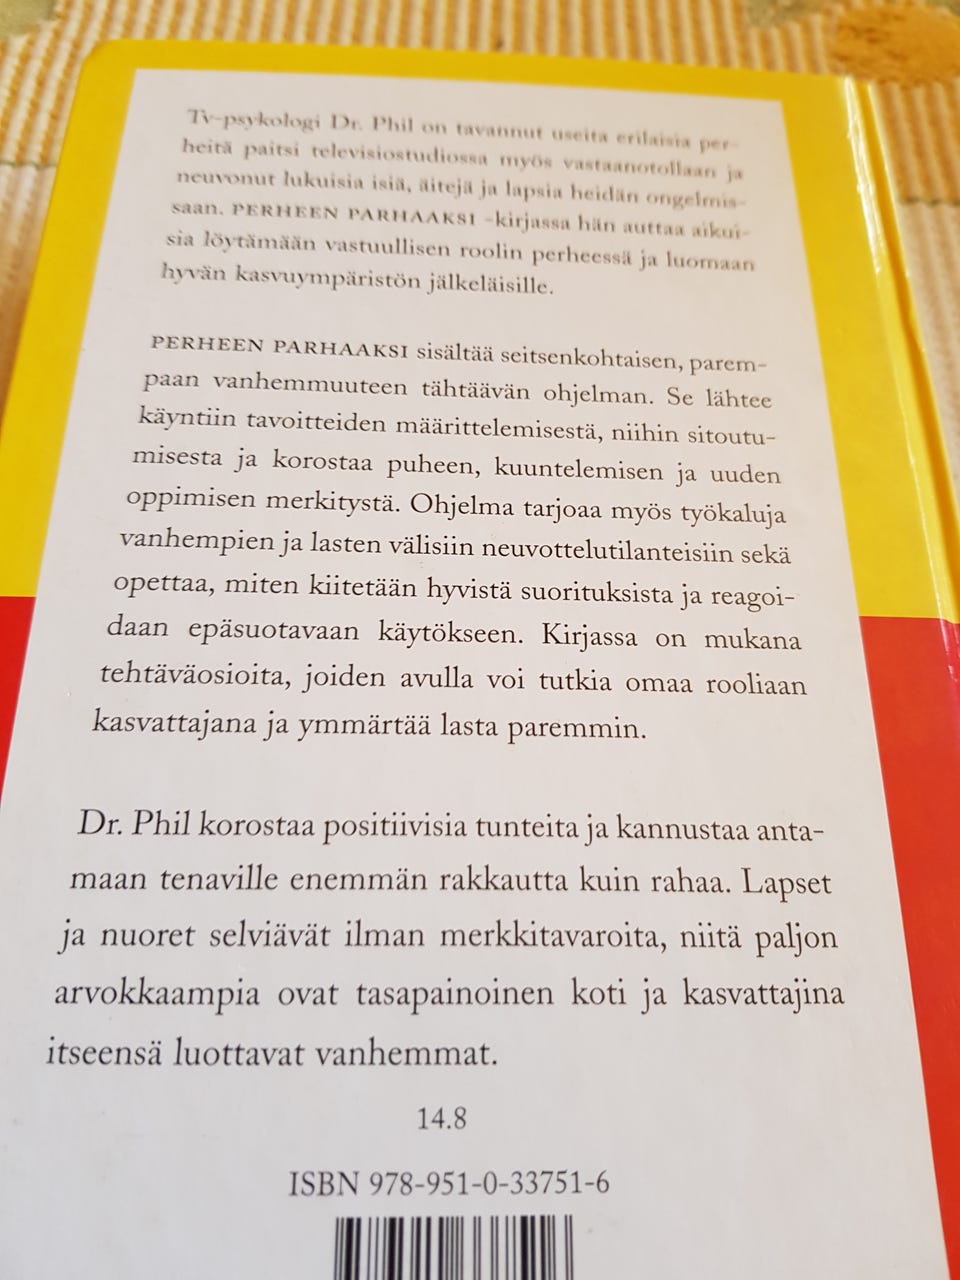 Tv-psykologi Dr. Phil on tavannut useita erilaisia per-
heitä paitsi televisiostudiossa myös vastaanotollaan ja
neuvonut lukuisia isiä, äitejä ja lapsia heidän ongelmis-
saan. PERHEEN PARHAAKSI -kirjassa hän auttaa aikui-
sia löytämään vastuullisen roolin perheessä ja luomaan
hyvän kasvuympäristön jälkeläisille.
PERHEEN PARHAAKSI sisältää seitsenkohtaisen, parem-
paan vanhemmuuteen tähtäävän ohjelman. Se lähtee
käyntiin tavoitteiden määrittelemisestä, niihin sitoutu-
misesta ja korostaa puheen, kuuntelemisen ja uuden
oppimisen merkitystä. Ohjelma tarjoaa myös työkaluja
vanhempien ja lasten välisiin neuvottelutilanteisiin sekä
opettaa, miten kiitetään hyvistä suorituksista ja reagoi-
daan epäsuotavaan käytökseen. Kirjassa on mukana
tehtäväosioita, joiden avulla voi tutkia omaa rooliaan
kasvattajana ja ymmärtää lasta paremmin.
Dr. Phil korostaa positiivisia tunteita ja kannustaa anta-
maan tenaville enemmän rakkautta kuin rahaa. Lapset
ja nuoret selviävät ilman merkkitavaroita, niitä paljon
arvokkaampia ovat tasapainoinen koti ja kasvattajina
itseensä luottavat vanhemmat.
14.8
ISBN 978-951-0-33751-6